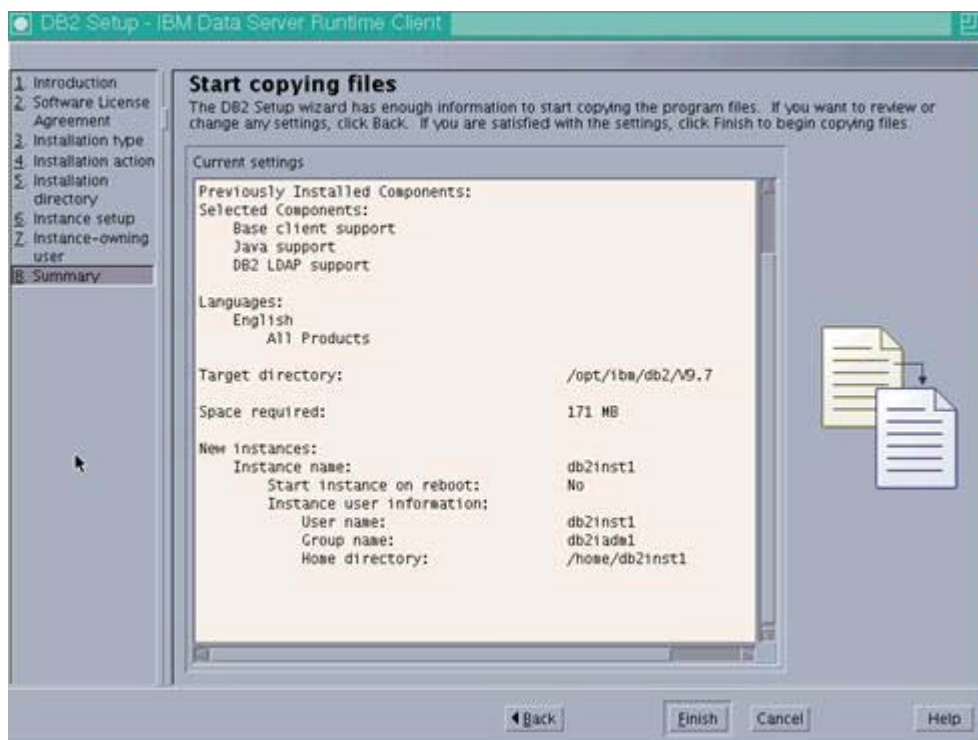 DB2 Setup - IBM Data Server Runtime Client
1. Introduction
2. Software License
Agreement
3. Installation type
4. Installation action
5. Installation
directory
6. Instance setup
7. Instance-owning
user
8. Summary
Start copying files
The DB2 Setup wizard has enough information to start copying the program files. If you want to review or
change any settings, click Back. If you are satisfied with the settings, click Finish to begin copying files.
Current settings
Previously Installed Components:
Selected Components:
Base client support
Java support
DB2 LDAP support
Languages:
English
All Products
Target directory: /opt/ibm/db2/V9.7
Space required: 171 MB
New instances:
Instance name: db2inst1
Start instance on reboot: No
Instance user information:
User name: db2inst1
Group name: db2iadm1
Home directory: /home/db2inst1
Back
Finish
Cancel
Help